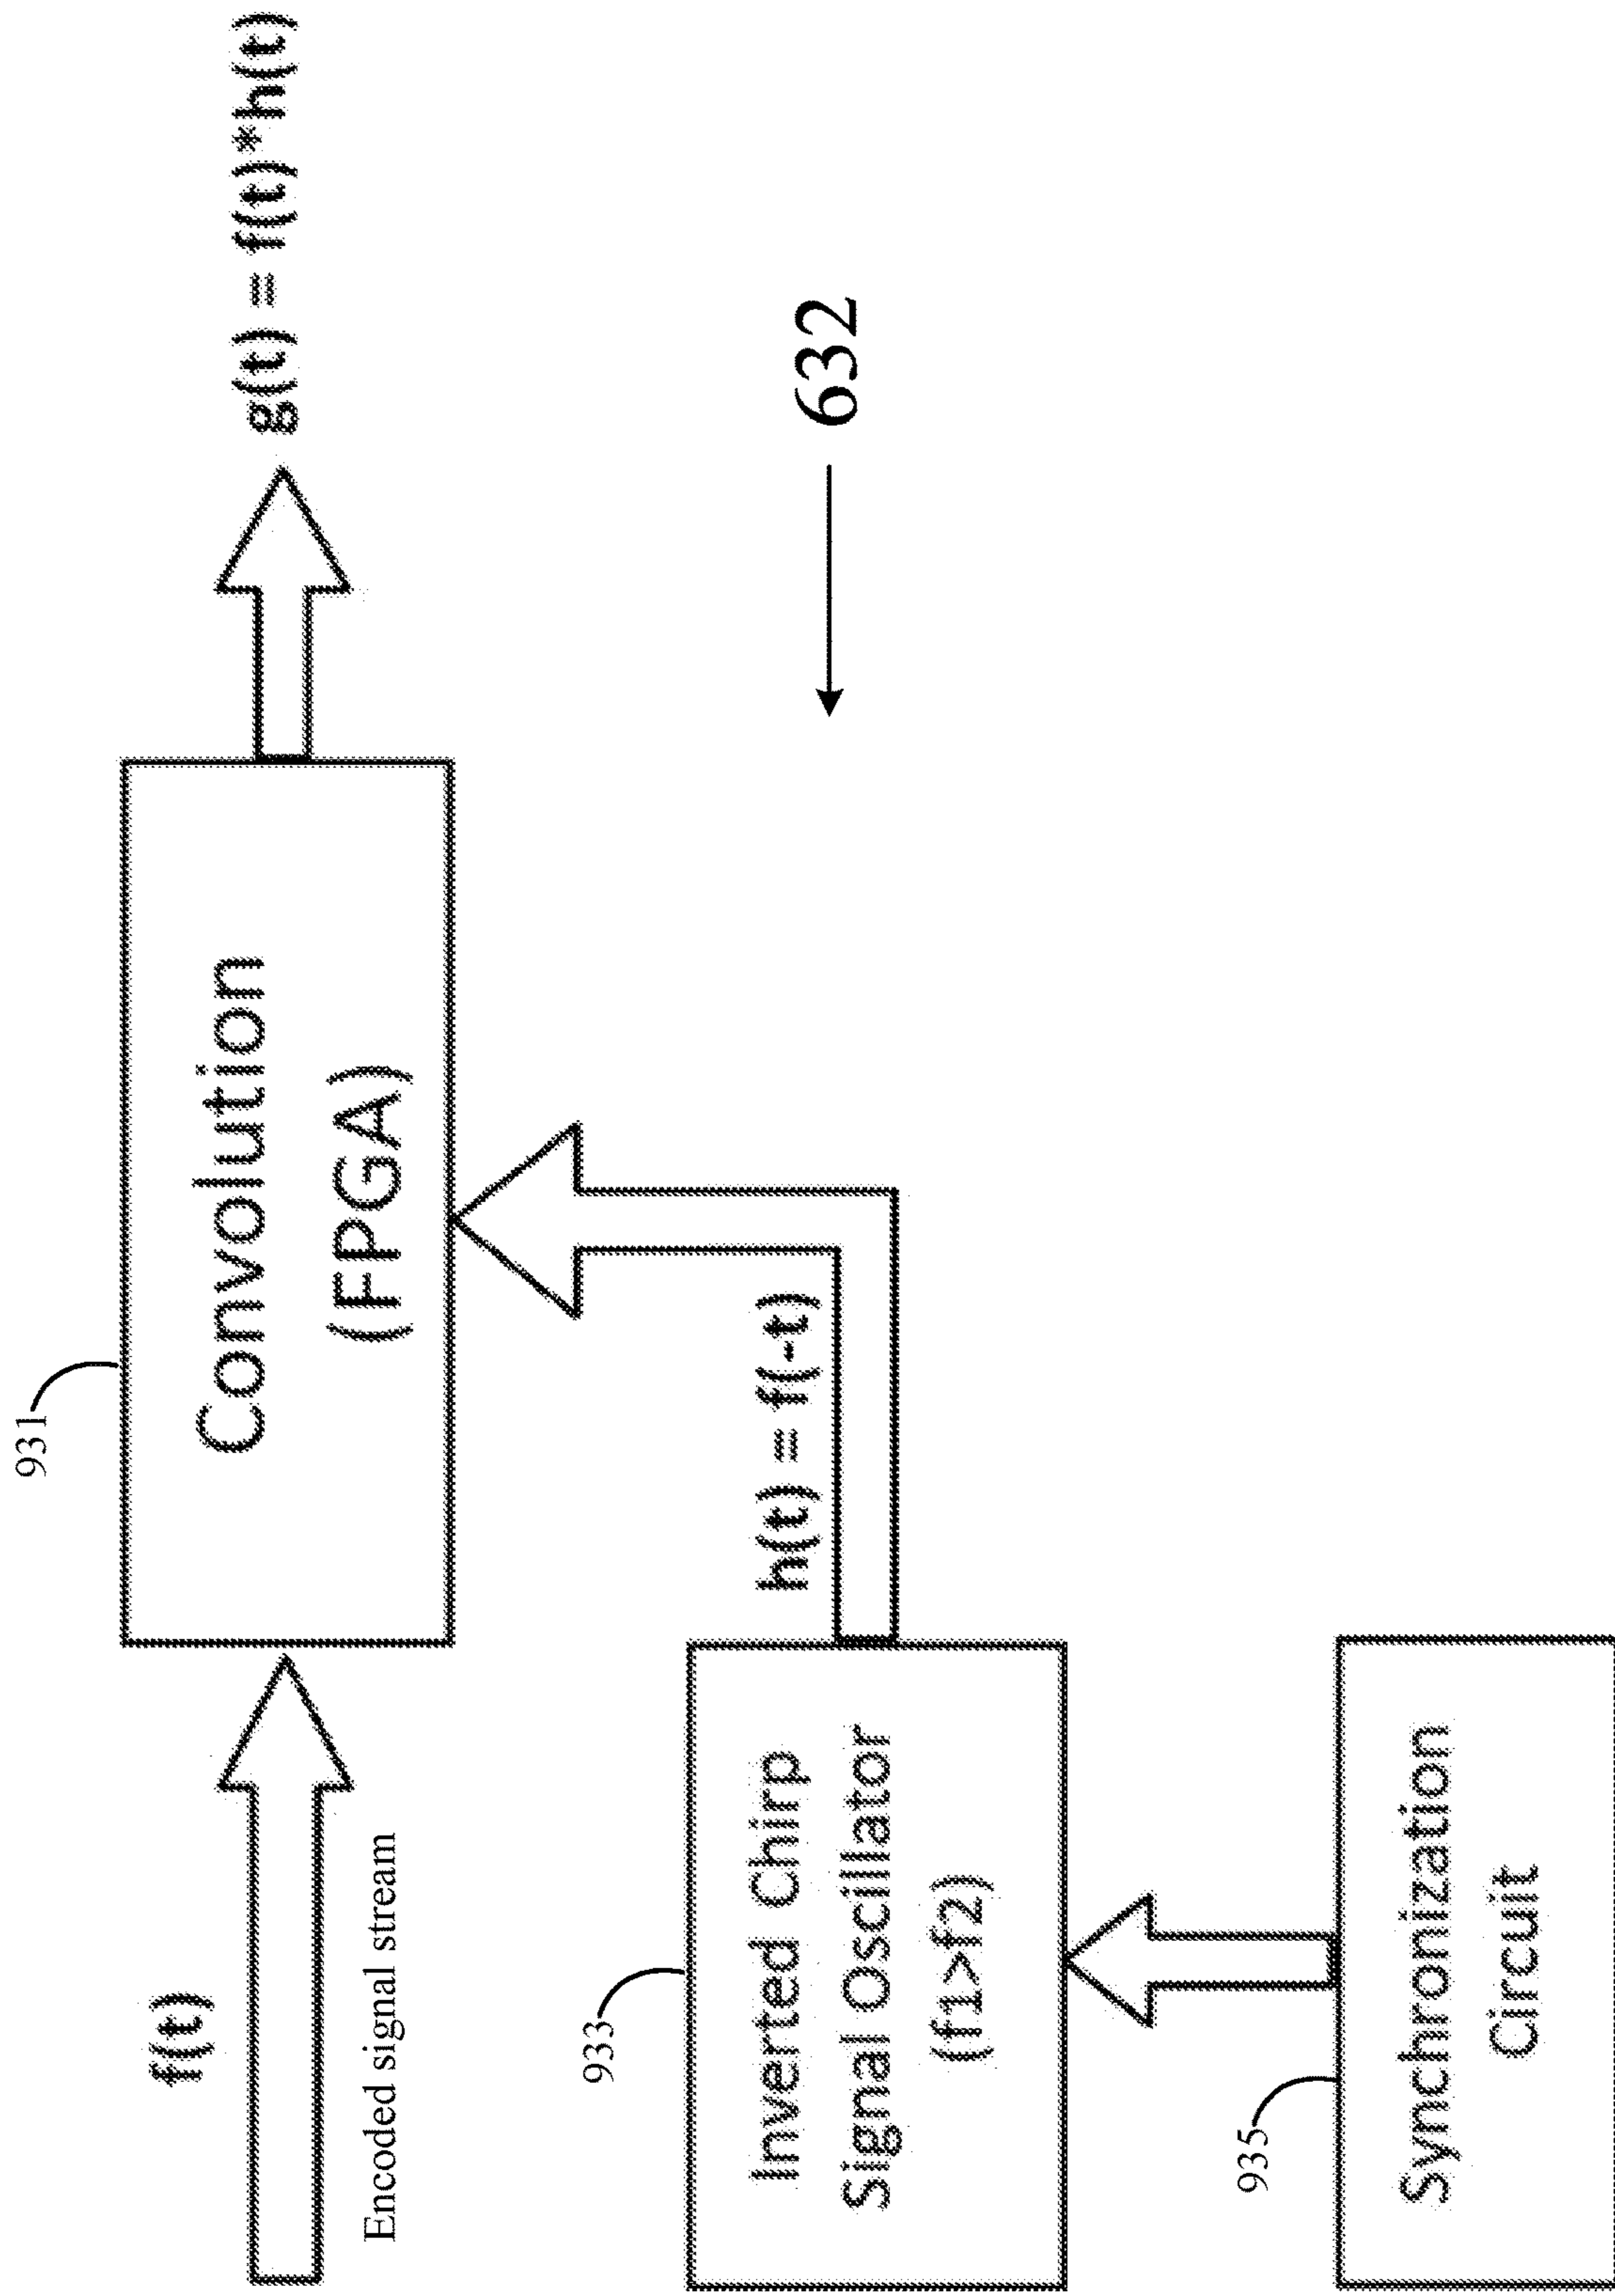 f(t)
Encoded signal stream
931
Convolution
(FPGA)
g(t) = f(t)*h(t)
h(t) = f(-t)
632
933
Inverted Chirp
Signal Oscillator
(f1>f2)
935
Synchronization
Circuit